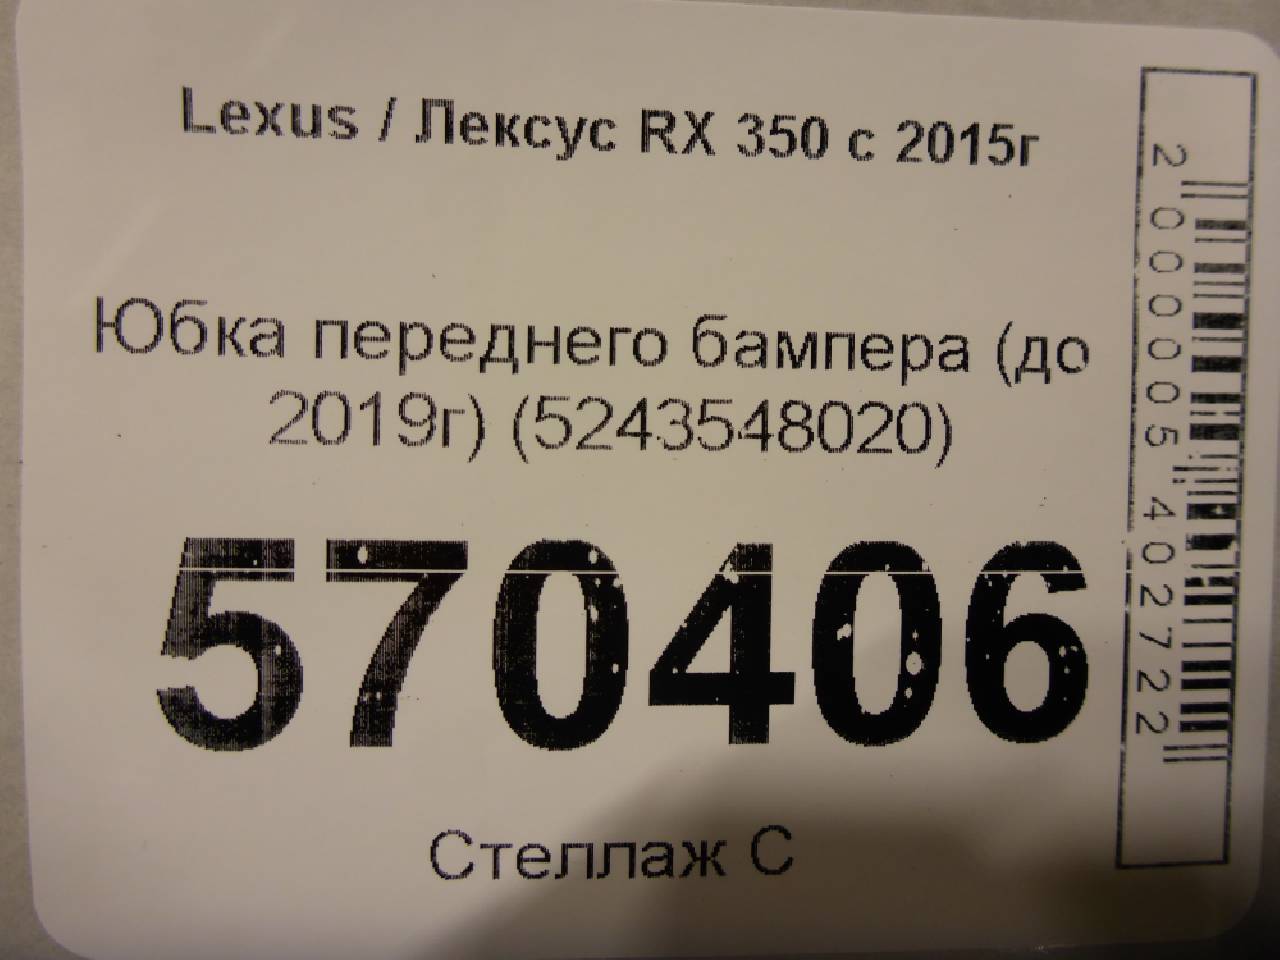 Lexus / Лексус RX 350 с 2015г
Юбка переднего бампера (до
2019г) (5243548020)
570406
Стеллаж С
2000005402722